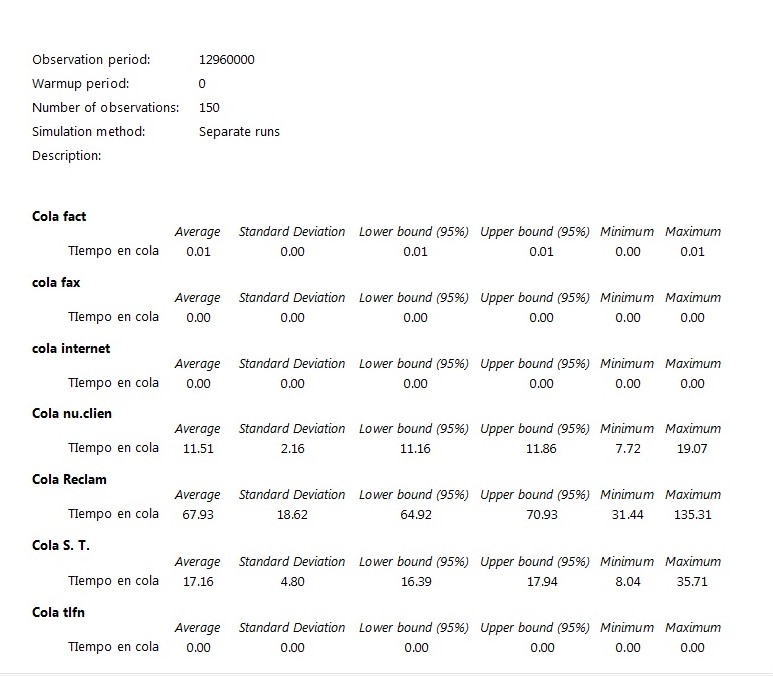 Observation period: 12960000
Warmup period: 0
Number of observations: 150
Simulation method: Separate runs
Description:
Cola fact
Average Standard Deviation Lower bound (95%) Upper bound (95%) Minimum Maximum
TIempo en cola 0.01 0.00 0.01 0.01 0.00 0.01
cola fax
Average Standard Deviation Lower bound (95%) Upper bound (95%) Minimum Maximum
TIempo en cola 0.00 0.00 0.00 0.00 0.00 0.00
cola internet
Average Standard Deviation Lower bound (95%) Upper bound (95%) Minimum Maximum
TIempo en cola 0.00 0.00 0.00 0.00 0.00 0.00
Cola nu.clien
Average Standard Deviation Lower bound (95%) Upper bound (95%) Minimum Maximum
TIempo en cola 11.51 2.16 11.16 11.86 7.72 19.07
Cola Reclam
Average Standard Deviation Lower bound (95%) Upper bound (95%) Minimum Maximum
TIempo en cola 67.93 18.62 64.92 70.93 31.44 135.31
Cola S. T.
Average Standard Deviation Lower bound (95%) Upper bound (95%) Minimum Maximum
TIempo en cola 17.16 4.80 16.39 17.94 8.04 35.71
Cola tlfn
Average Standard Deviation Lower bound (95%) Upper bound (95%) Minimum Maximum
TIempo en cola 0.00 0.00 0.00 0.00 0.00 0.00